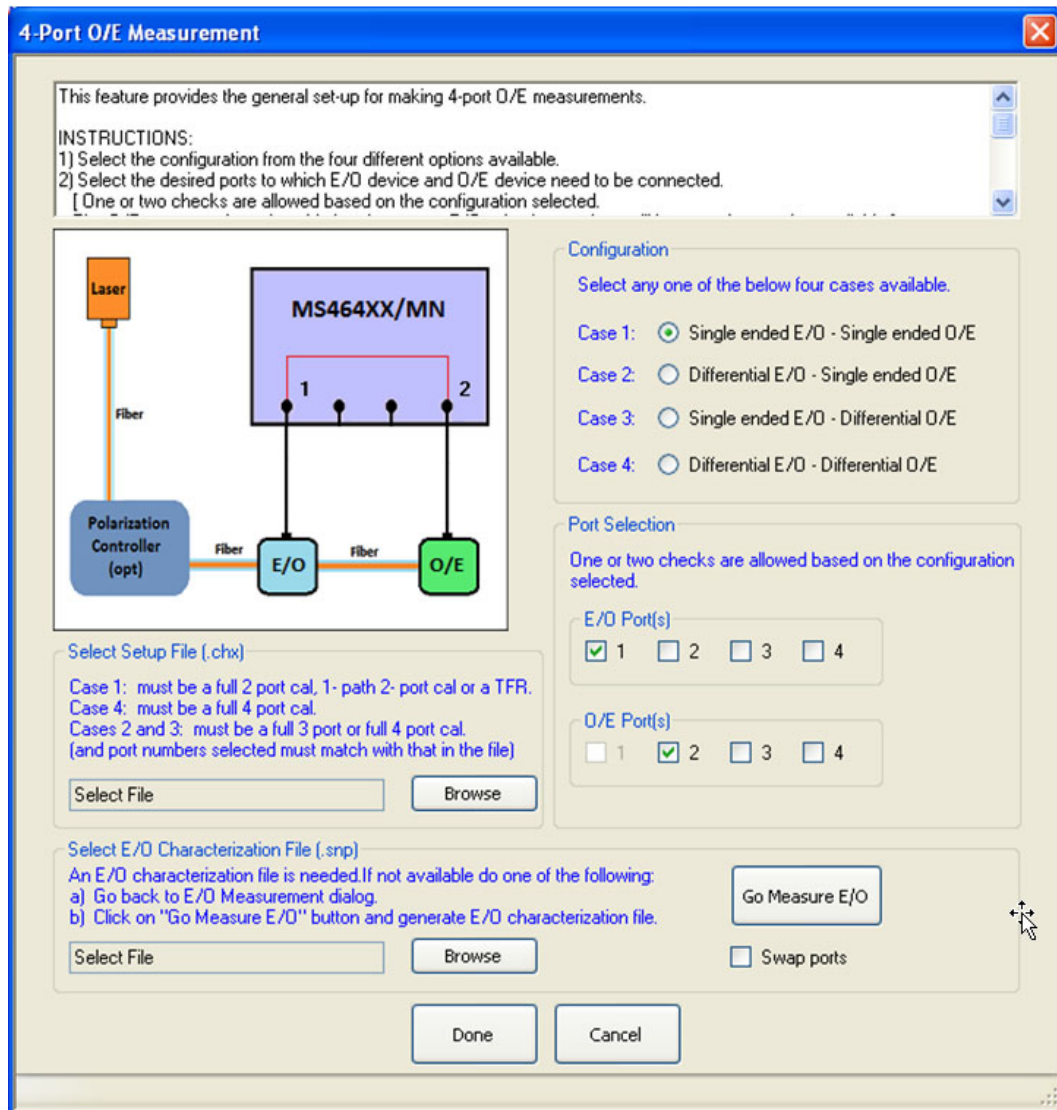 4-Port O/E Measurement
This feature provides the general set-up for making 4-port O/E measurements.
INSTRUCTIONS:
1) Select the configuration from the four different options available.
2) Select the desired ports to which E/O device and O/E device need to be connected.
[ One or two checks are allowed based on the configuration selected.
Laser
Fiber
MS464XX/MN
1
2
Polarization
Controller
(opt)
Fiber
E/O
Fiber
O/E
Configuration
Select any one of the below four cases available.
Case 1: Single ended E/O - Single ended O/E
Case 2: Differential E/O - Single ended O/E
Case 3: Single ended E/O - Differential O/E
Case 4: Differential E/O - Differential O/E
Port Selection
One or two checks are allowed based on the configuration
selected.
E/O Port(s)
1 2 3 4
O/E Port(s)
1 2 3 4
Select Setup File (.chx)
Case 1: must be a full 2 port cal, 1- path 2- port cal or a TFR.
Case 4: must be a full 4 port cal.
Cases 2 and 3: must be a full 3 port or full 4 port cal.
(and port numbers selected must match with that in the file)
Select File Browse
Select E/O Characterization File (.snp)
An E/O characterization file is needed.If not available do one of the following:
a) Go back to E/O Measurement dialog.
b) Click on "Go Measure E/O" button and generate E/O characterization file.
Go Measure E/O
Select File Browse
Swap ports
Done Cancel